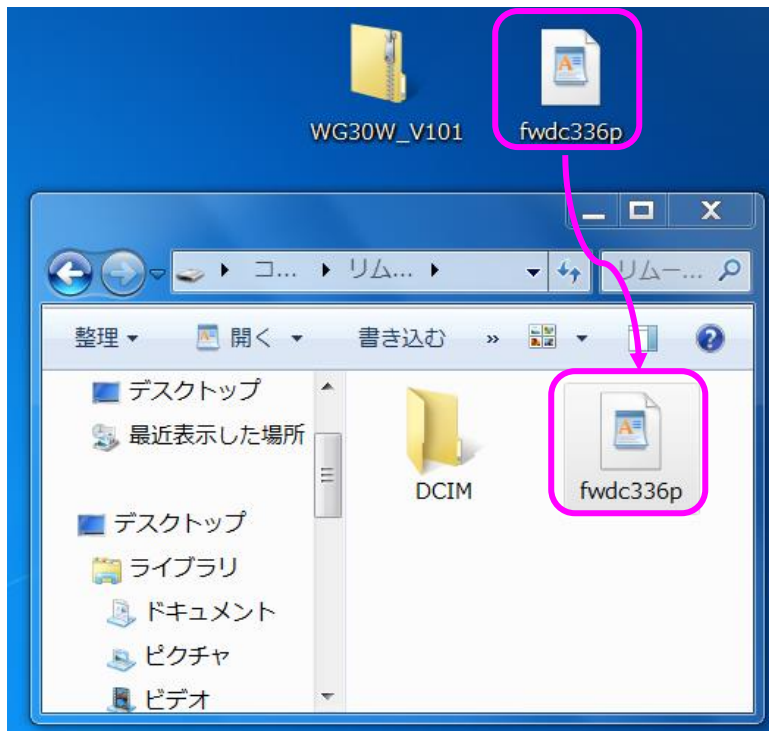 WG30W_V101
fwdc336p
コ...
リム...
リムー...
整理
開く
書き込む
»
デスクトップ
最近表示した場所
デスクトップ
ライブラリ
ドキュメント
ピクチャ
ビデオ
DCIM
fwdc336p